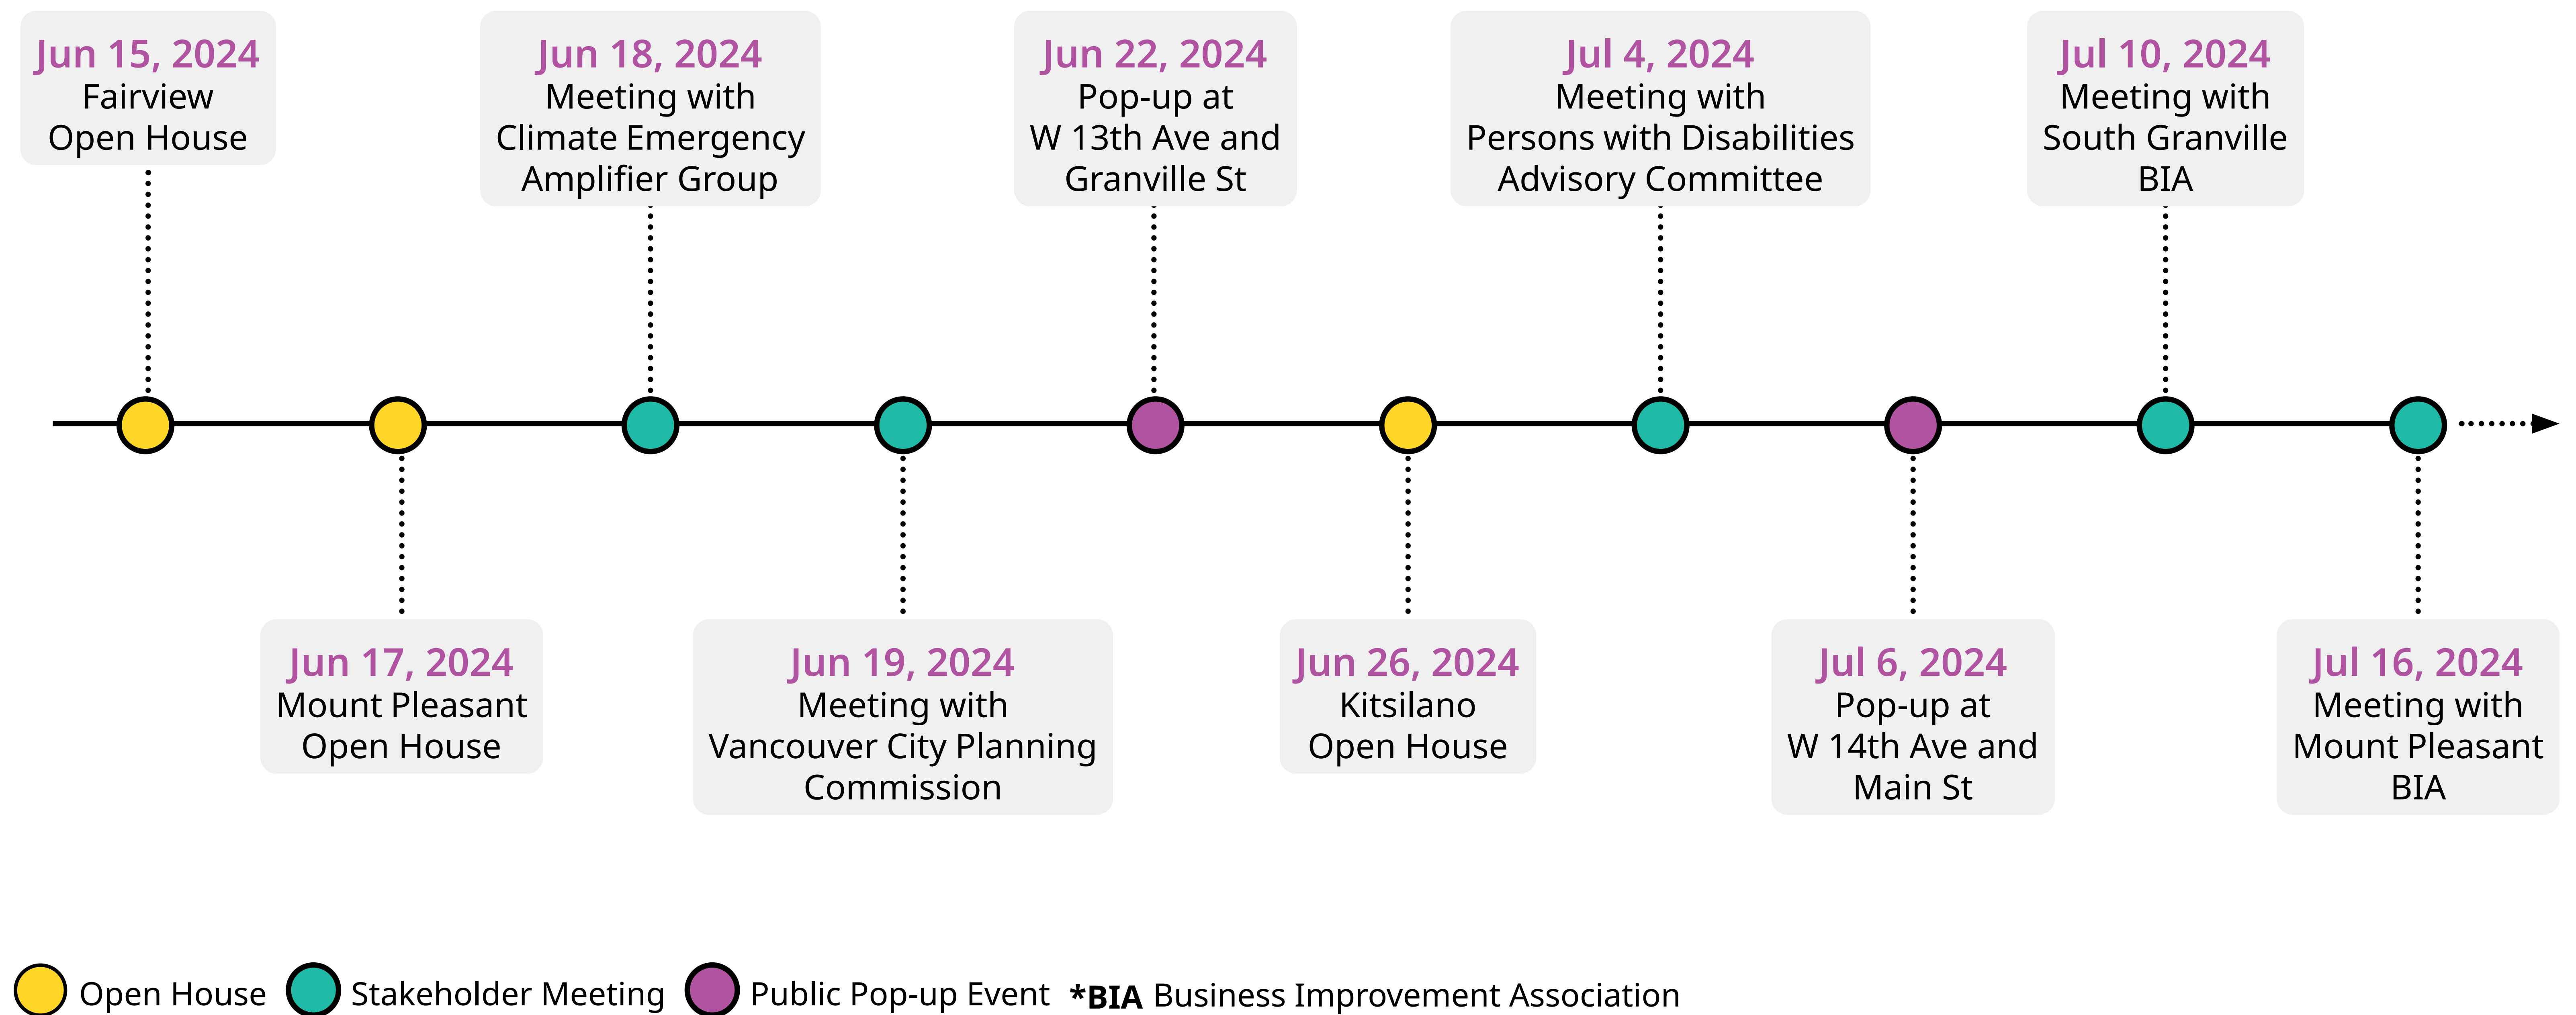 Jun 15, 2024
Fairview
Open House
Jun 18, 2024
Meeting with
Climate Emergency
Amplifier Group
Jun 22, 2024
Pop-up at
W 13th Ave and
Granville St
Jul 4, 2024
Meeting with
Persons with Disabilities
Advisory Committee
Jul 10, 2024
Meeting with
South Granville
BIA
Jun 17, 2024
Mount Pleasant
Open House
Jun 19, 2024
Meeting with
Vancouver City Planning
Commission
Jun 26, 2024
Kitsilano
Open House
Jul 6, 2024
Pop-up at
W 14th Ave and
Main St
Jul 16, 2024
Meeting with
Mount Pleasant
BIA
Open House
Stakeholder Meeting
Public Pop-up Event
*BIA Business Improvement Association